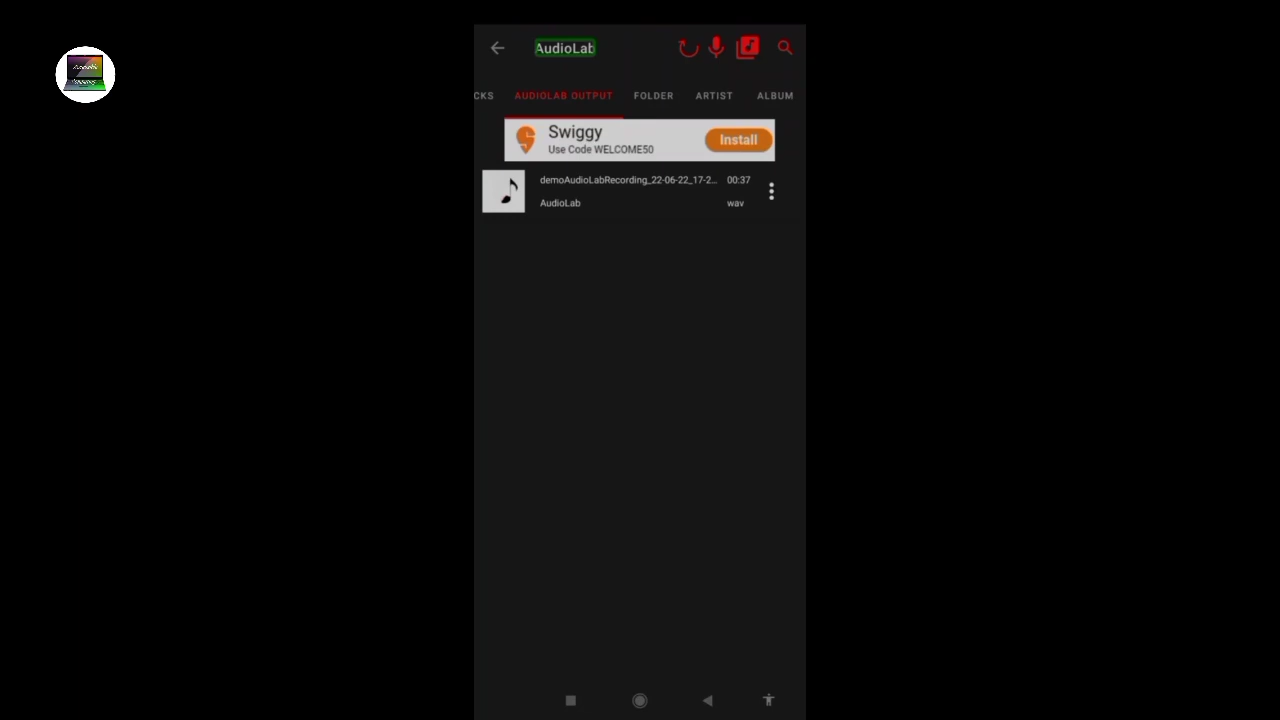 AudioLab
CKS AUDIOLAB OUTPUT FOLDER ARTIST ALBUM
Swiggy
Use Code WELCOME50
Install
demoAudioLabRecording_22-06-22_17-2... 00:37
AudioLab wav